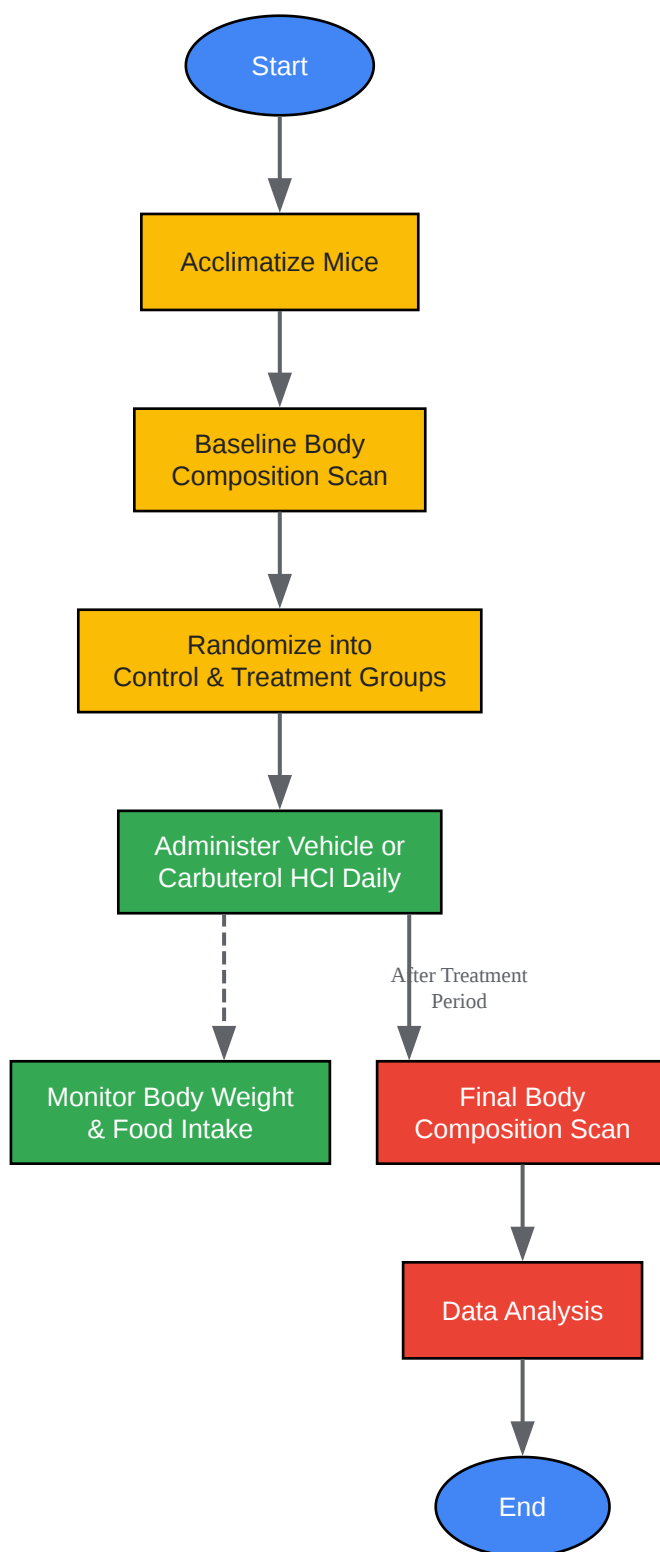 Start
Acclimatize Mice
Baseline Body
Composition Scan
Randomize into
Control & Treatment Groups
Administer Vehicle or
Carbuterol HCl Daily
After Treatment
Period
Monitor Body Weight
& Food Intake
Final Body
Composition Scan
Data Analysis
End